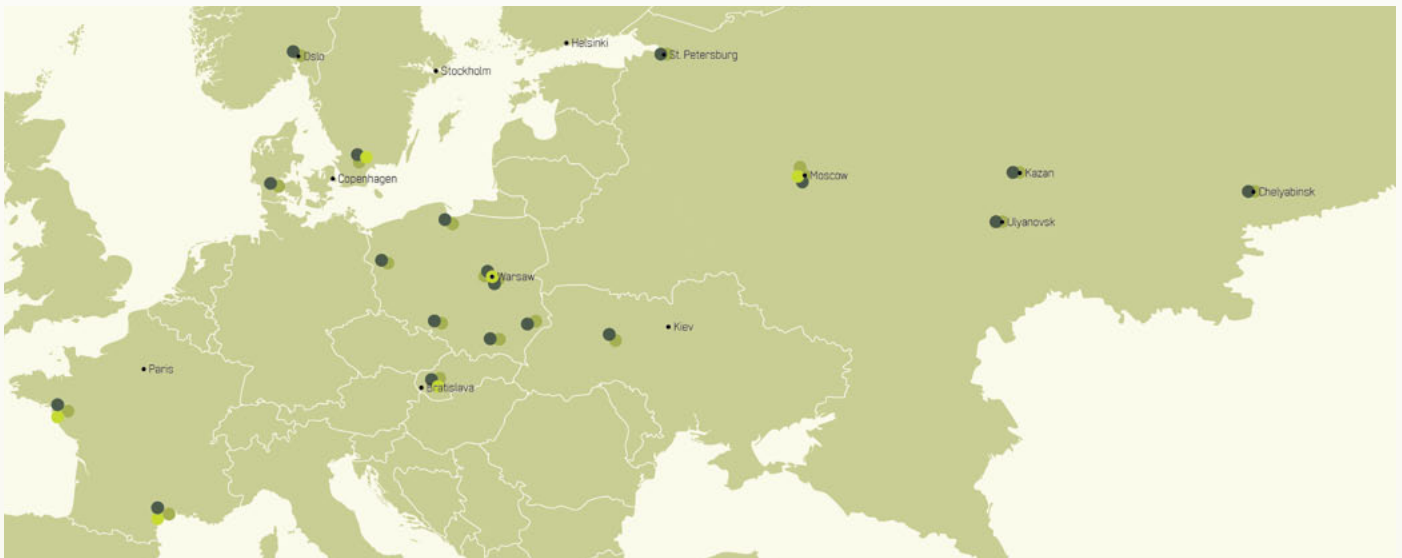 Helsinki
Oslo
St. Petersburg
Stockholm
Kazan
Moscow
Copenhagen
Chelyabinsk
Ulyanovsk
Warsaw
Kiev
Paris
Bratislava